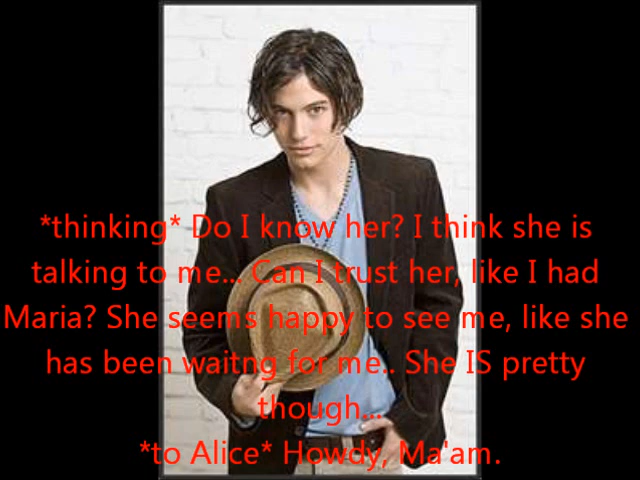 *thinking* Do I know her? I think she is
talking to me... Can I trust her, like I had
Maria? She seems happy to see me, like she
has been waitng for me.. She IS pretty
though...
*to Alice* Howdy, Ma'am.